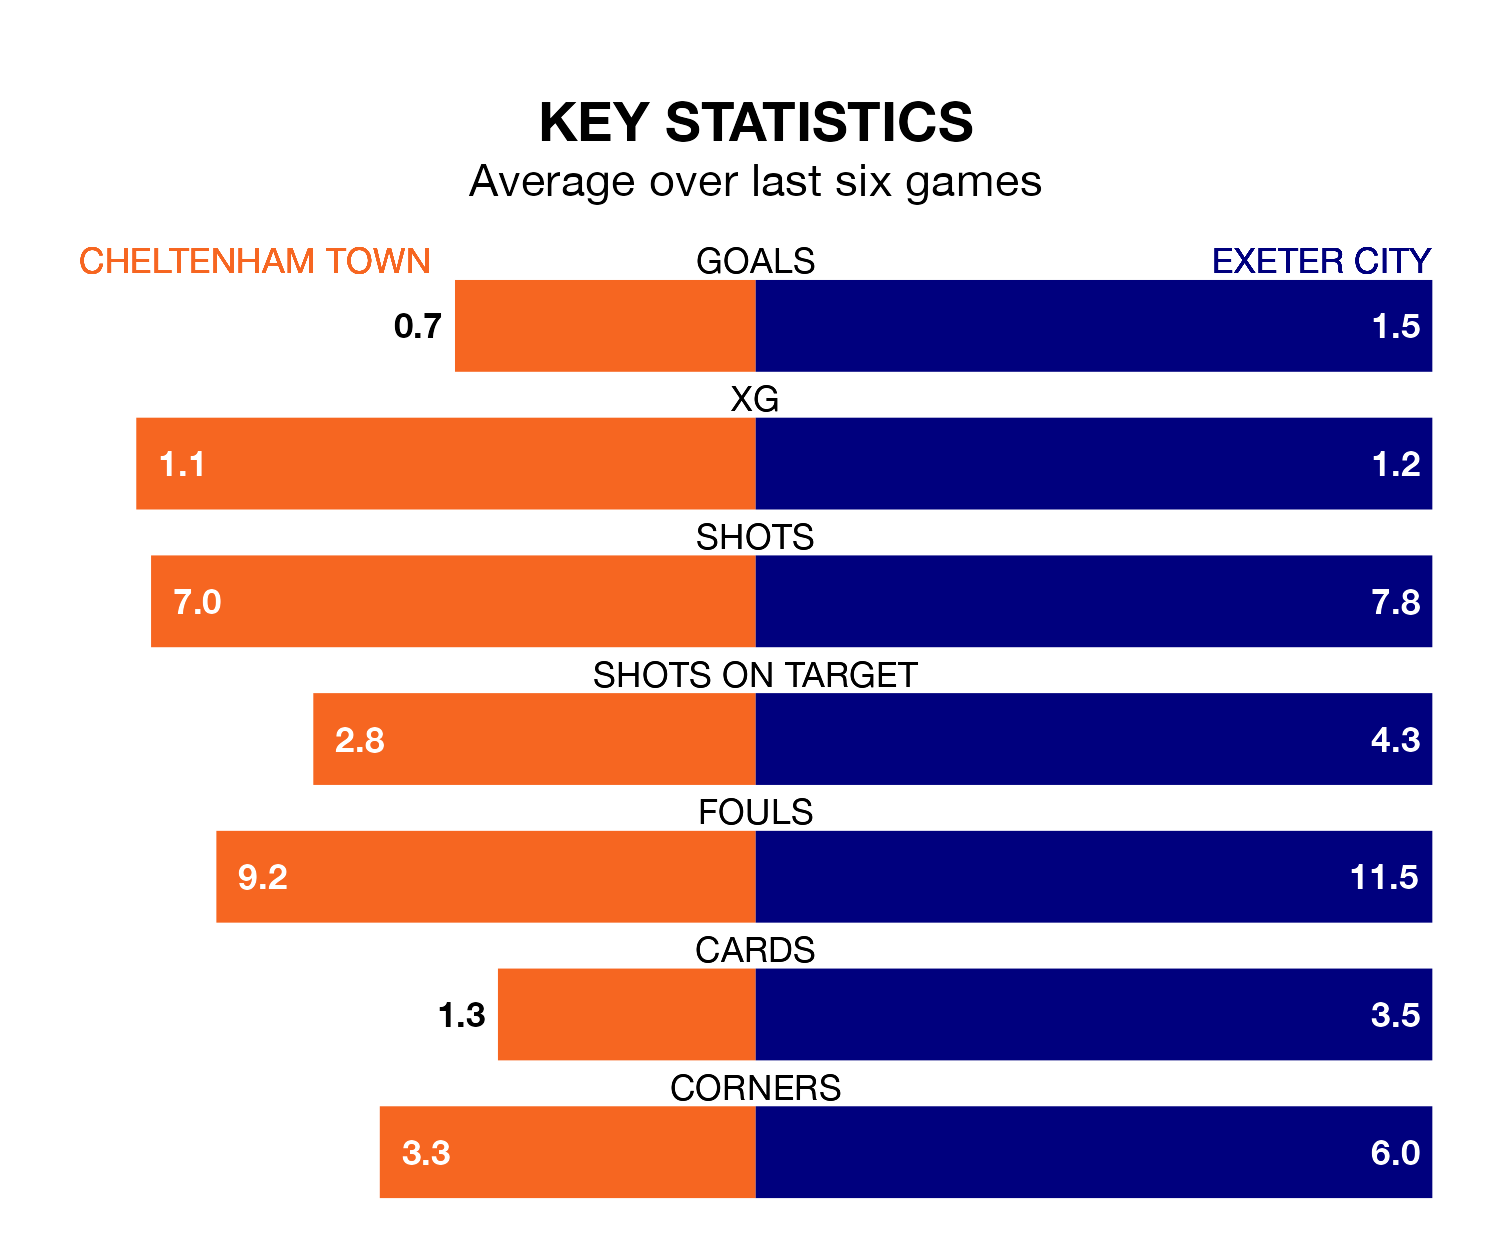 KEY STATISTICS
Average over last six games
CHELTENHAM TOWN GOALS EXETER CITY
0.7 1.5
XG
1.1 1.2
SHOTS
7.0 7.8
SHOTS ON TARGET
2.8 4.3
FOULS
9.2 11.5
CARDS
1.3 3.5
CORNERS
3.3 6.0